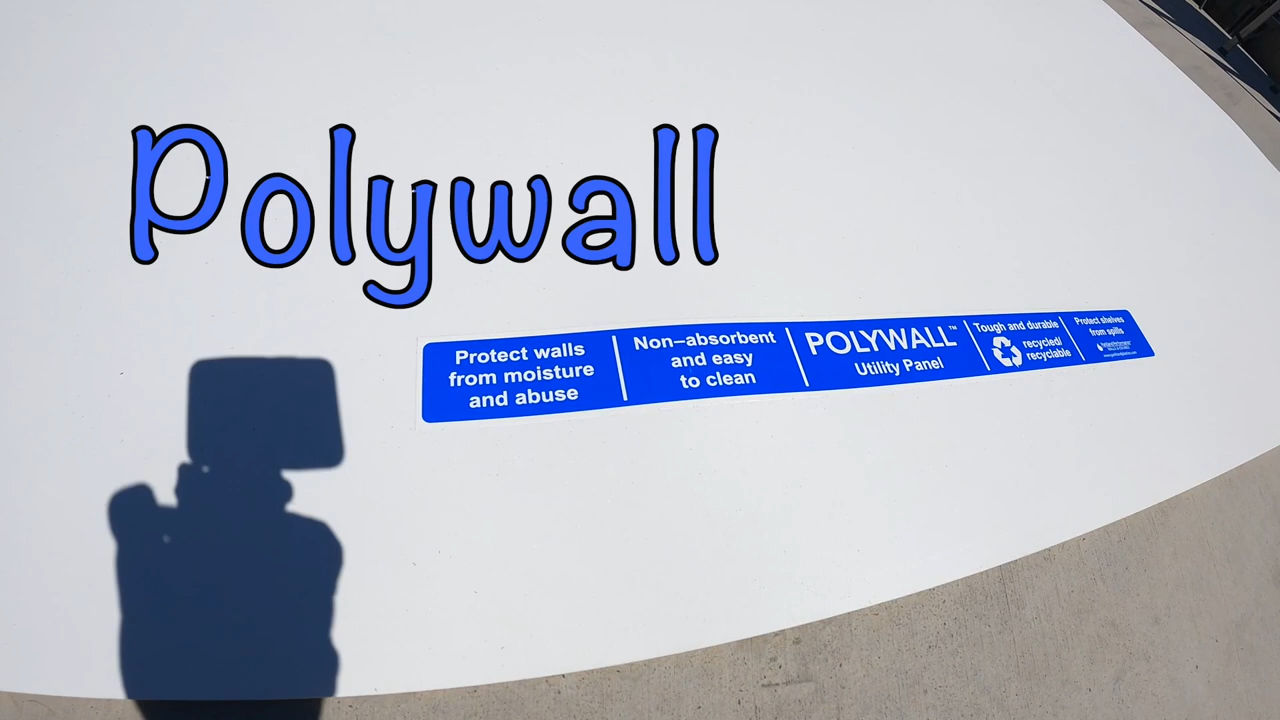 Polywall
Protect walls
from moisture
and abuse
Non-absorbent
and easy
to clean
POLYWALL™
Utility Panel
Tough and durable
recycled/
recyclable
Protect shelves
from spills